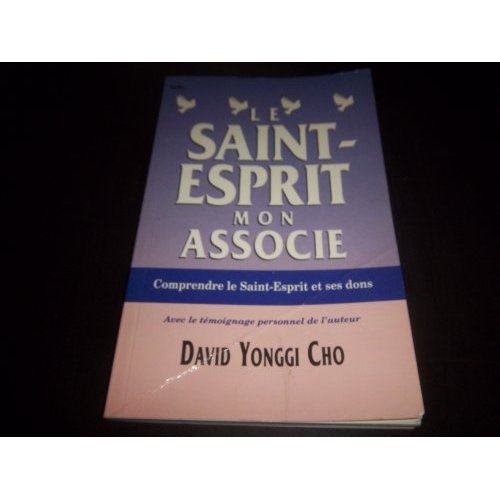 LE
SAINT-
ESPRIT
MON
ASSOCIE
Comprendre le Saint-Esprit et ses dons
Avec le témoignage personnel de l'auteur
DAVID YONGGI CHO